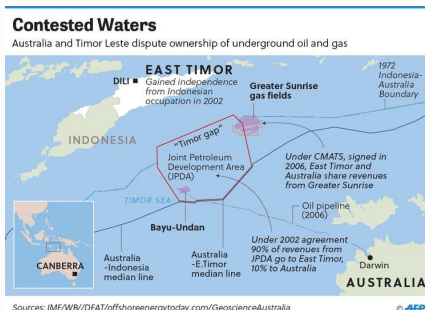 Contested Waters
Australia and Timor Leste dispute ownership of underground oil and gas
EAST TIMOR
DILI
Gained independence
from Indonesian
occupation in 2002
Greater Sunrise
gas fields
1972
Indonesia-
Australia
Boundary
INDONESIA
"Timor gap"
Joint Petroleum
Development Area
(JPDA)
Under CMATS, signed in
2006, East Timor and
Australia share revenues
from Greater Sunrise
TIMOR SEA
Oil pipeline
(2006)
Bayu-Undan
CANBERRA
Australia
-Indonesia
median line
Australia
-E.Timor
median line
Under 2002 agreement
90% of revenues from
JPDA go to East Timor,
10% to Australia
Darwin
AUSTRALIA
Sources: IMF/WB//DFAT/offshoreenergytoday.com/GeoscienceAustralia
© AFP